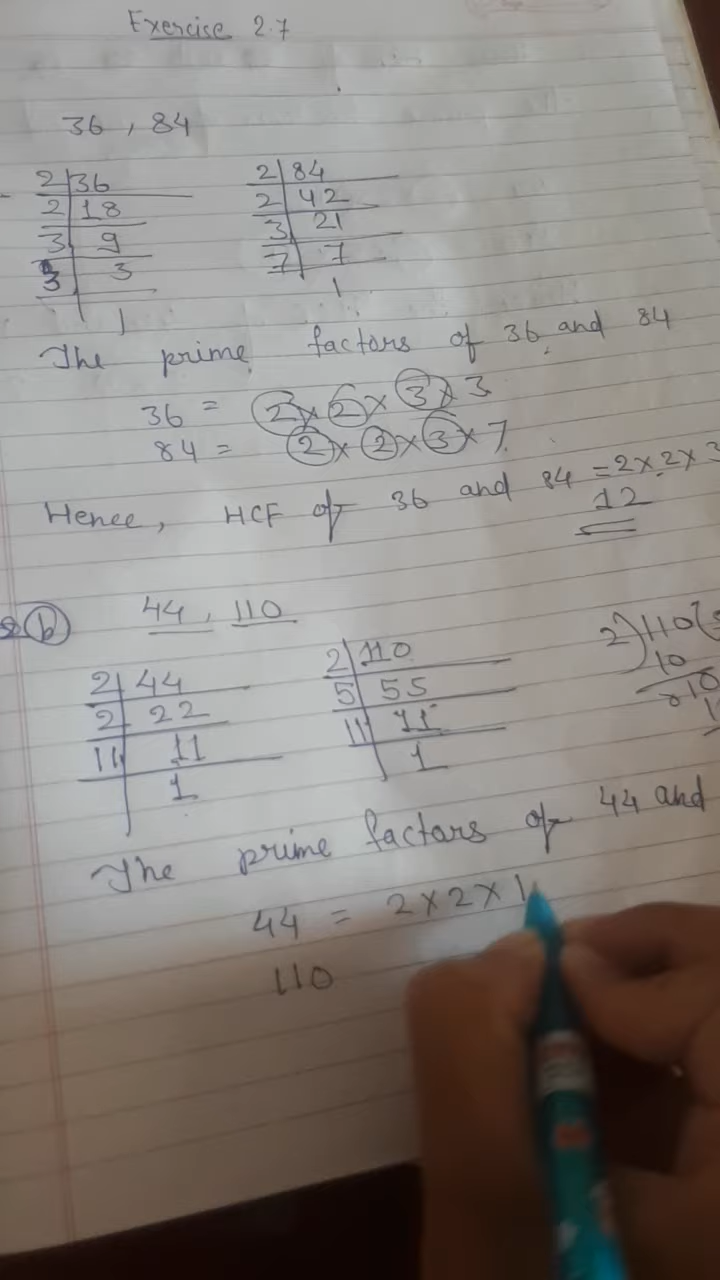 Exercise 2.7
36 , 84
2 | 36
2 | 18
3 | 9
3 | 3
1
2 | 84
2 | 42
3 | 21
7 | 7
1
The prime factors of 36 and 84
36 = 2 × 2 × 3 × 3
84 = 2 × 2 × 3 × 7
Hence, HCF of 36 and 84 = 2 × 2 × 3
12
(b) 44 , 110
2 | 44
2 | 22
11 | 11
1
2 | 110
5 | 55
11 | 11
1
2)110(
10
010
The prime factors of 44 and
44 = 2 × 2 × 1
110